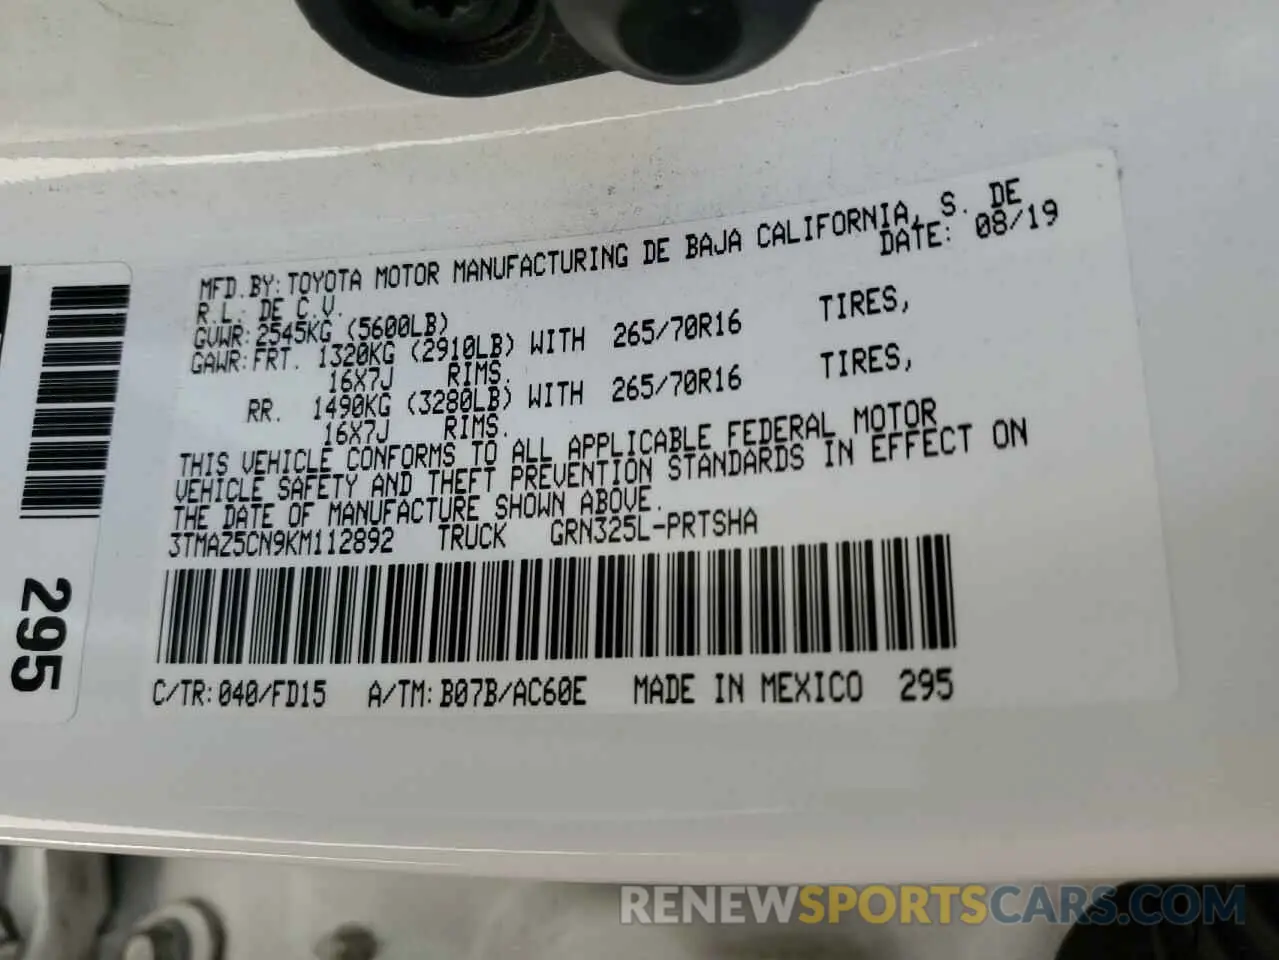 MFD.BY:TOYOTA MOTOR MANUFACTURING DE BAJA CALIFORNIA, S. DE
R.L. DE C.V. DATE: 08/19
GVWR:2545KG (5600LB)
GAWR:FRT. 1320KG (2910LB) WITH 265/70R16 TIRES,
16X7J RIMS.
RR. 1490KG (3280LB) WITH 265/70R16 TIRES,
16X7J RIMS.
THIS VEHICLE CONFORMS TO ALL APPLICABLE FEDERAL MOTOR
VEHICLE SAFETY AND THEFT PREVENTION STANDARDS IN EFFECT ON
THE DATE OF MANUFACTURE SHOWN ABOVE.
3TMAZ5CN9KM112892 TRUCK GRN325L-PRTSHA
C/TR:040/FD15 A/TM:B07B/AC60E MADE IN MEXICO 295
295
RENEWSPORTSCARS.COM